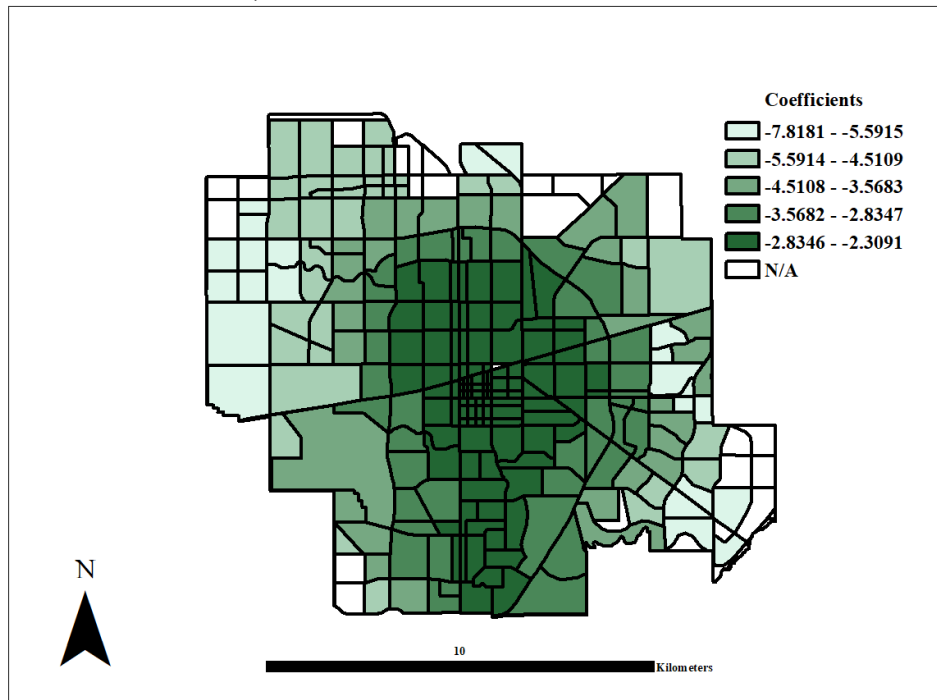 Coefficients
-7.8181 - -5.5915
-5.5914 - -4.5109
-4.5108 - -3.5683
-3.5682 - -2.8347
-2.8346 - -2.3091
N/A
N
10
Kilometers